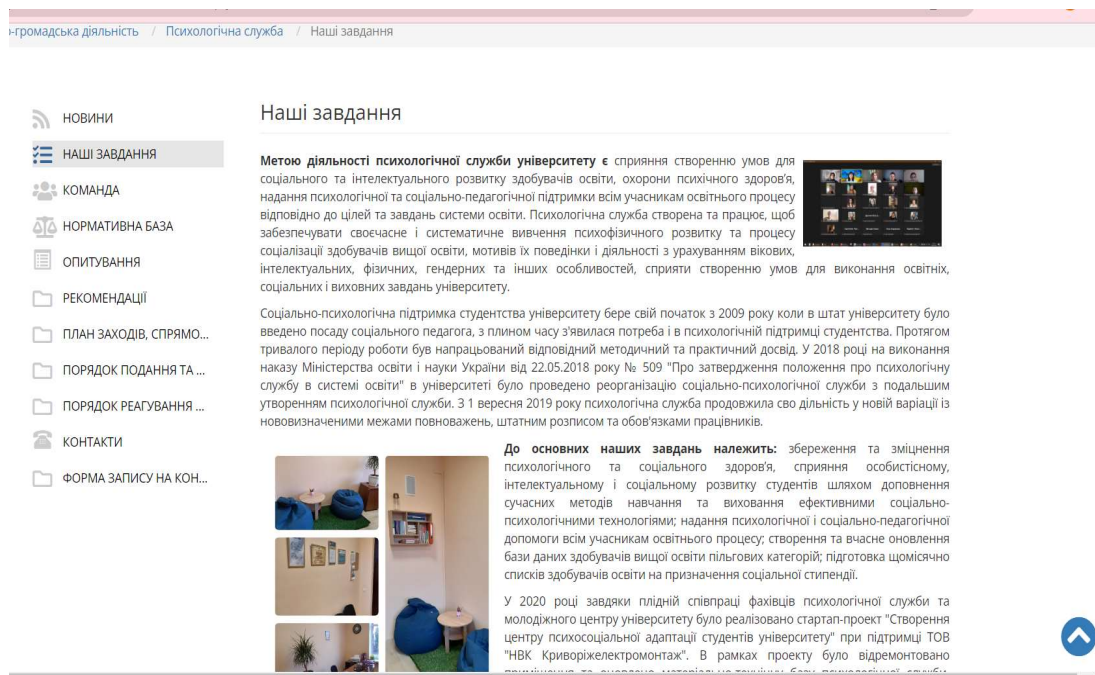 о-громадська діяльність / Психологічна служба / Наші завдання
НОВИНИ
НАШІ ЗАВДАННЯ
КОМАНДА
НОРМАТИВНА БАЗА
ОПИТУВАННЯ
РЕКОМЕНДАЦІЇ
ПЛАН ЗАХОДІВ, СПРЯМО...
ПОРЯДОК ПОДАННЯ ТА ...
ПОРЯДОК РЕАГУВАННЯ ...
КОНТАКТИ
ФОРМА ЗАПИСУ НА КОН...
Наші завдання
Метою діяльності психологічної служби університету є сприяння створенню умов для
соціального та інтелектуального розвитку здобувачів освіти, охорони психічного здоров'я,
надання психологічної та соціально-педагогічної підтримки всім учасникам освітнього процесу
відповідно до цілей та завдань системи освіти. Психологічна служба створена та працює, щоб
забезпечувати своєчасне і систематичне вивчення психофізичного розвитку та процесу
соціалізації здобувачів вищої освіти, мотивів їх поведінки і діяльності з урахуванням вікових,
інтелектуальних, фізичних, гендерних та інших особливостей, сприяти створенню умов для виконання освітніх,
соціальних і виховних завдань університету.
Соціально-психологічна підтримка студентства університету бере свій початок з 2009 року коли в штат університету було
введено посаду соціального педагога, з плином часу з'явилася потреба і в психологічній підтримці студентства. Протягом
тривалого періоду роботи був напрацьований відповідний методичний та практичний досвід. У 2018 році на виконання
наказу Міністерства освіти і науки України від 22.05.2018 року № 509 "Про затвердження положення про психологічну
службу в системі освіти" в університеті було проведено реорганізацію соціально-психологічної служби з подальшим
утворенням психологічної служби. З 1 вересня 2019 року психологічна служба продовжила сво дільність у новій варіації із
нововизначеними межами повноважень, штатним розписом та обов'язками працівників.
До основних наших завдань належить: збереження та зміцнення
психологічного та соціального здоров'я, сприяння особистісному,
інтелектуальному і соціальному розвитку студентів шляхом доповнення
сучасних методів навчання та виховання ефективними соціально-
психологічними технологіями; надання психологічної і соціально-педагогічної
допомоги всім учасникам освітнього процесу; створення та вчасне оновлення
бази даних здобувачів вищої освіти пільгових категорій; підготовка щомісячно
списків здобувачів освіти на призначення соціальної стипендії.
У 2020 році завдяки плідній співпраці фахівців психологічної служби та
молодіжного центру університету було реалізовано стартап-проект "Створення
центру психосоціальної адаптації студентів університету" при підтримці ТОВ
"НВК Криворіжелектромонтаж". В рамках проекту було відремонтовано
приміщення та оновлено матеріально-технічну базу психологічної служби.